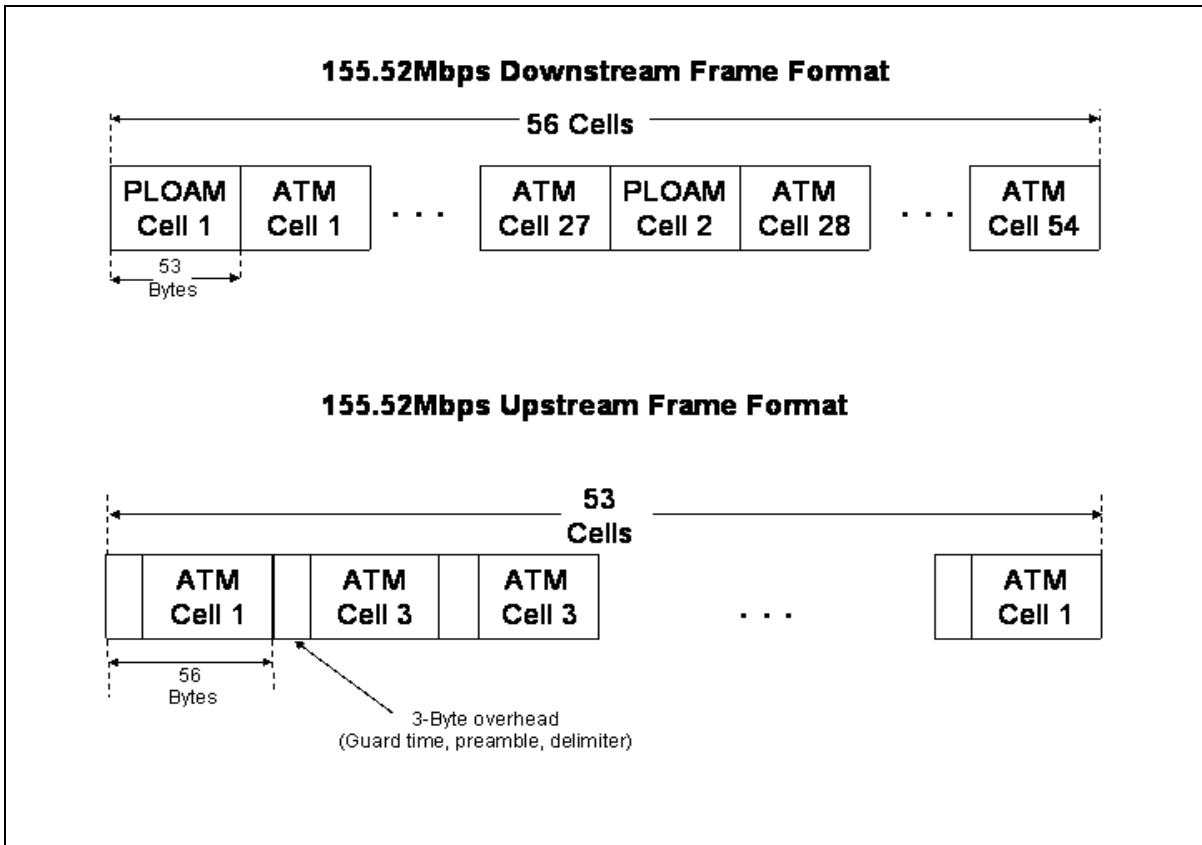 155.52Mbps Downstream Frame Format
56 Cells
PLOAM
Cell 1
ATM
Cell 1
. . .
ATM
Cell 27
PLOAM
Cell 2
ATM
Cell 28
. . .
ATM
Cell 54
53
Bytes
155.52Mbps Upstream Frame Format
53
Cells
ATM
Cell 1
ATM
Cell 3
ATM
Cell 3
. . .
ATM
Cell 1
56
Bytes
3-Byte overhead
(Guard time, preamble, delimiter)